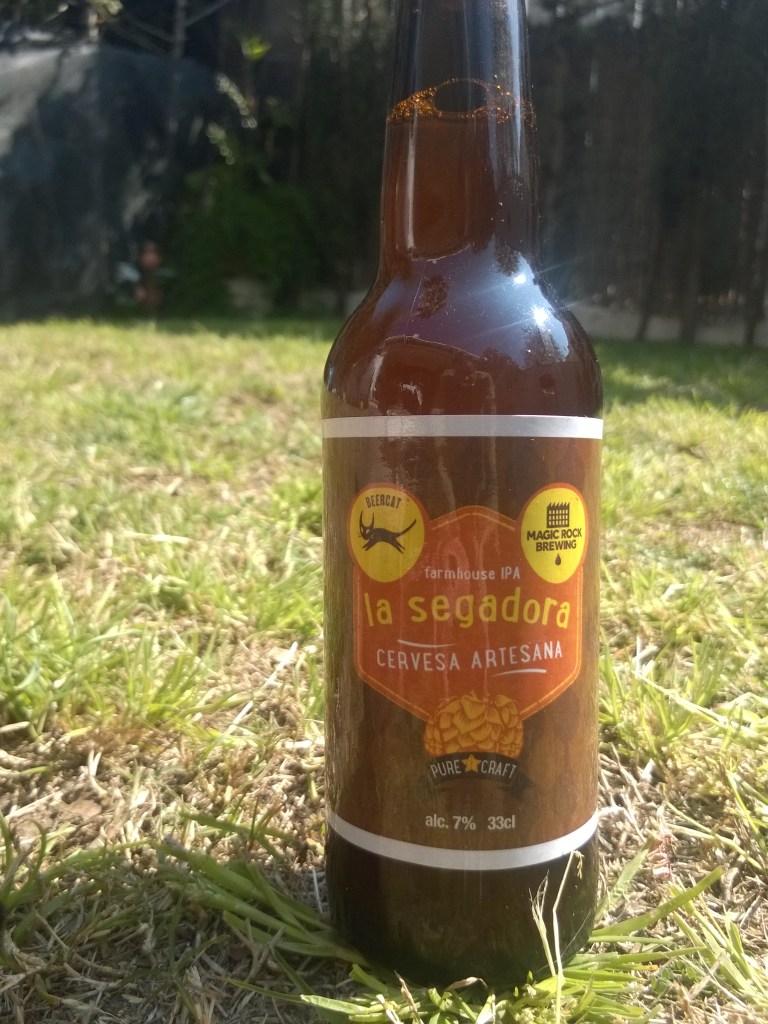 BEERCAT
MAGIC ROCK
BREWING
farmhouse IPA
la segadora
CERVESA ARTESANA
PURE CRAFT
alc. 7% 33cl